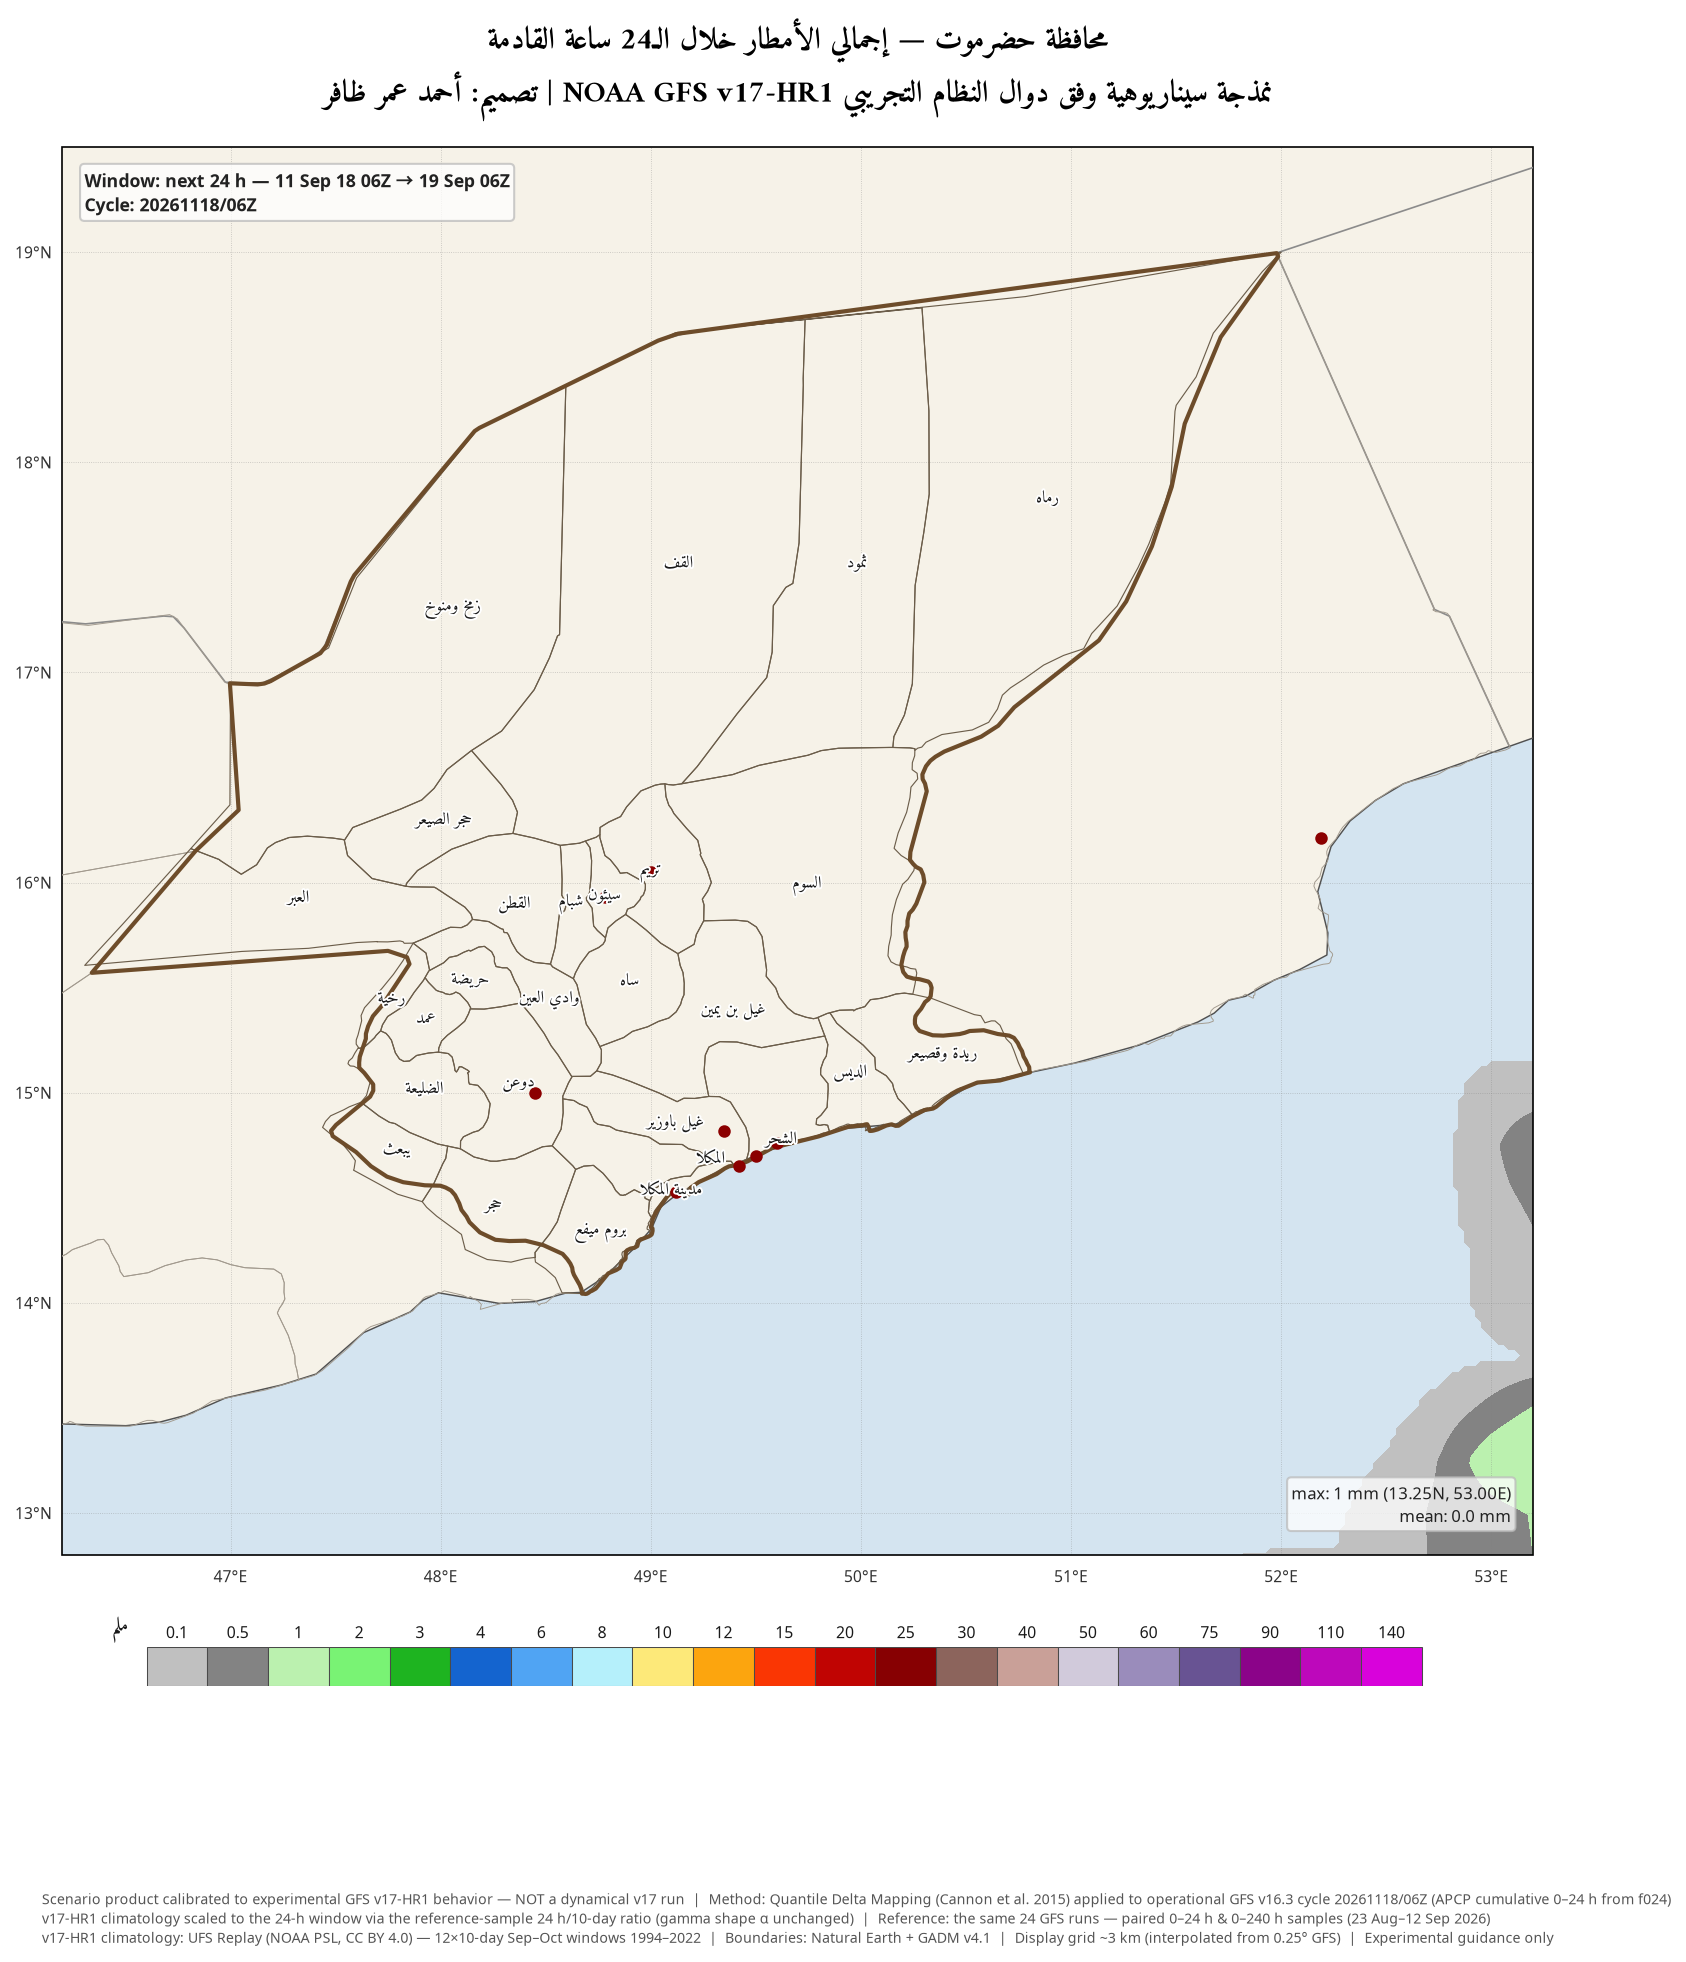 محافظة حضرموت — إجمالي الأمطار خلال الـ24 ساعة القادمة
نمذجة سيناريوهية وفق دوال النظام التجريبي NOAA GFS v17-HR1 | تصميم: أحمد عمر ظافر
Window: next 24 h — 11 Sep 18 06Z → 19 Sep 06Z
Cycle: 20261118/06Z
19°N
18°N
رماه
القف
ثمود
زمخ ومنوخ
17°N
حجر الصيعر
تريم
16°N
السوم
العبر
القطن
شبام
سيئون
حريضة
ساه
رخية
وادي العين
غيل بن يمين
عمد
ريدة وقصيعر
الديس
15°N
الضليعة
دوعن
غيل باوزير
الشحر
يبعث
المكلا
مدينة المكلا
حجر
بروم ميفع
14°N
13°N
max: 1 mm (13.25N, 53.00E)
mean: 0.0 mm
47°E 48°E 49°E 50°E 51°E 52°E 53°E
ملم 0.1 0.5 1 2 3 4 6 8 10 12 15 20 25 30 40 50 60 75 90 110 140
Scenario product calibrated to experimental GFS v17-HR1 behavior — NOT a dynamical v17 run | Method: Quantile Delta Mapping (Cannon et al. 2015) applied to operational GFS v16.3 cycle 20261118/06Z (APCP cumulative 0–24 h from f024)
v17-HR1 climatology scaled to the 24-h window via the reference-sample 24 h/10-day ratio (gamma shape α unchanged) | Reference: the same 24 GFS runs — paired 0–24 h & 0–240 h samples (23 Aug–12 Sep 2026)
v17-HR1 climatology: UFS Replay (NOAA PSL, CC BY 4.0) — 12×10-day Sep–Oct windows 1994–2022 | Boundaries: Natural Earth + GADM v4.1 | Display grid ~3 km (interpolated from 0.25° GFS) | Experimental guidance only